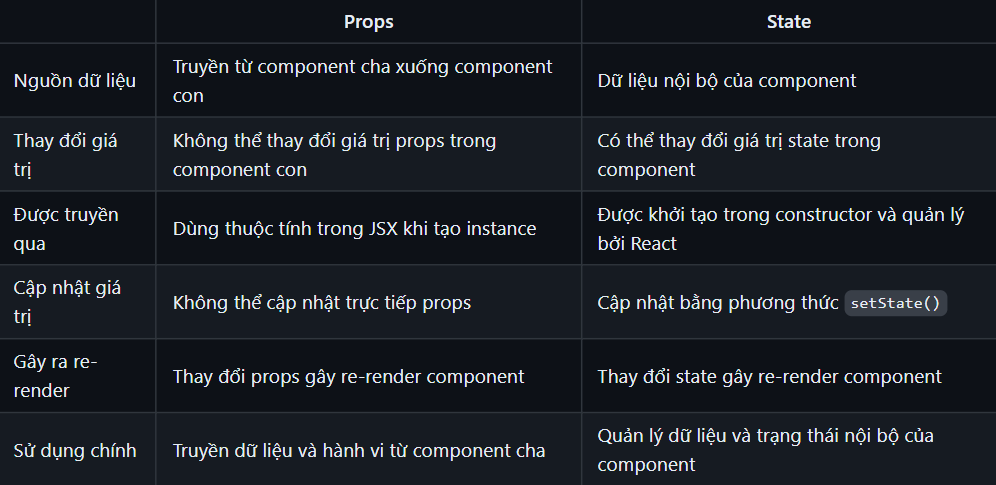 Props
State
Nguồn dữ liệu
Truyền từ component cha xuống component
con
Dữ liệu nội bộ của component
Thay đổi giá
trị
Không thể thay đổi giá trị props trong
component con
Có thể thay đổi giá trị state trong
component
Được truyền
qua
Dùng thuộc tính trong JSX khi tạo instance
Được khởi tạo trong constructor và quản lý
bởi React
Cập nhật giá
trị
Không thể cập nhật trực tiếp props
Cập nhật bằng phương thức setState()
Gây ra re-
render
Thay đổi props gây re-render component
Thay đổi state gây re-render component
Sử dụng chính
Truyền dữ liệu và hành vi từ component cha
Quản lý dữ liệu và trạng thái nội bộ của
component